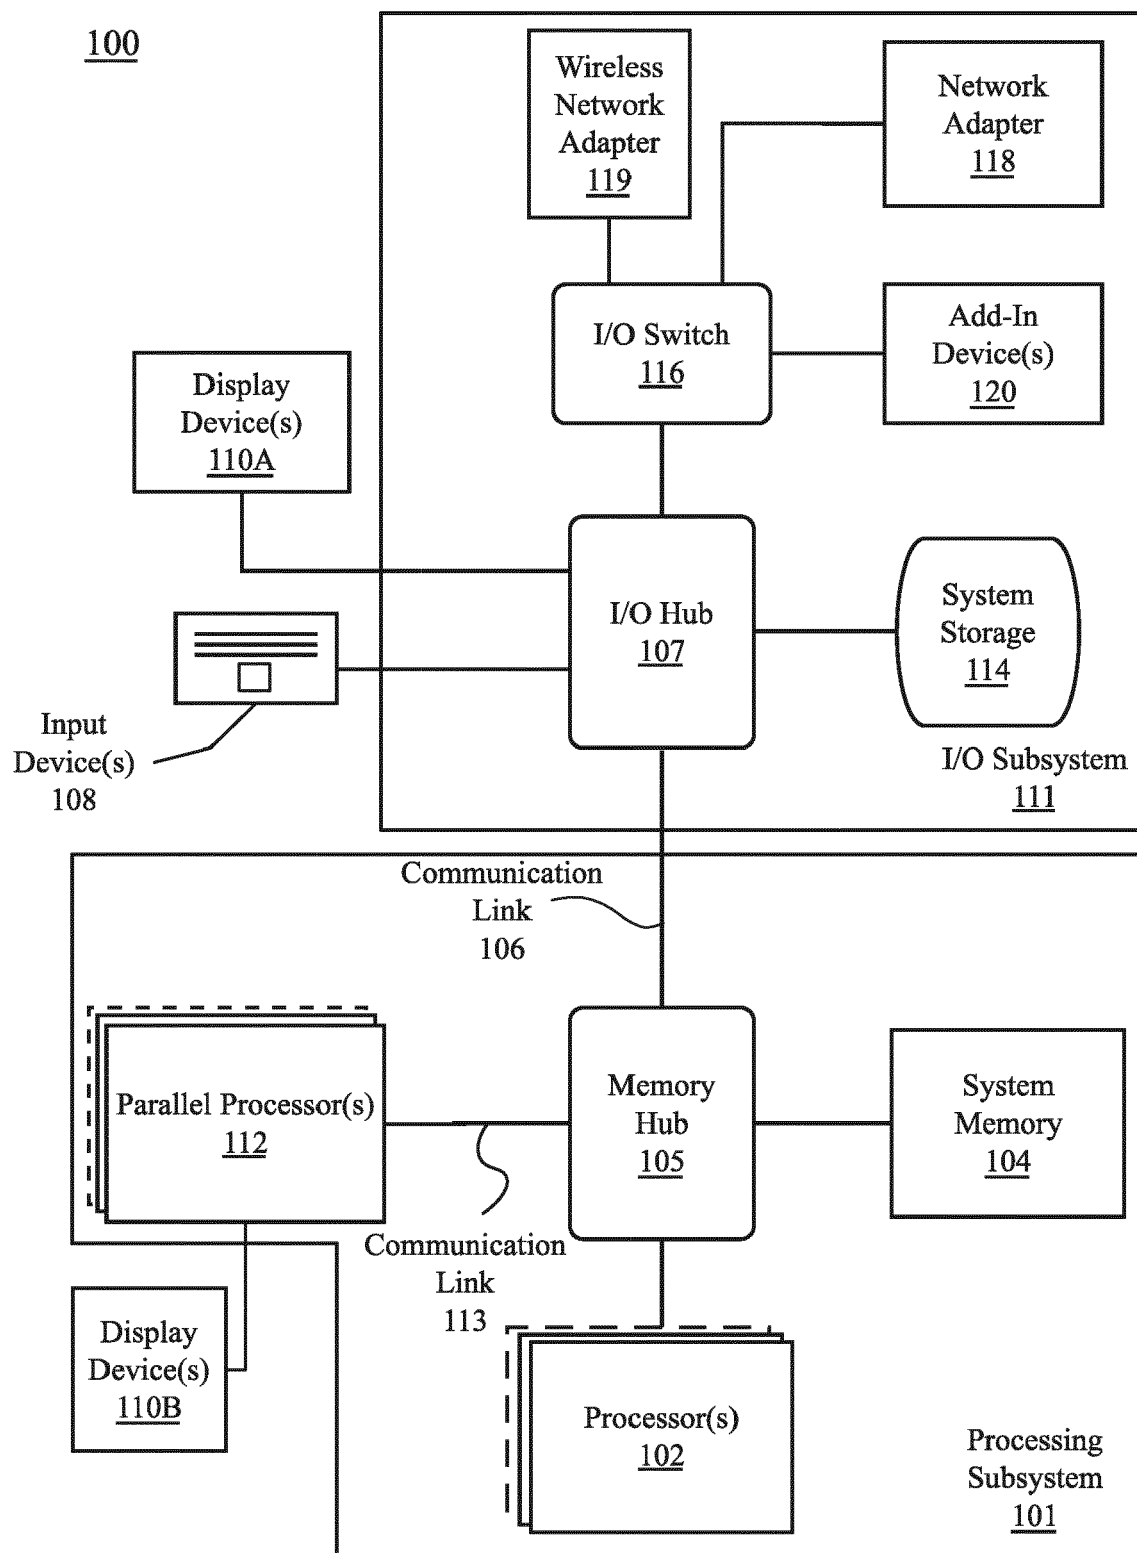 100
Wireless
Network
Adapter
119
Network
Adapter
118
I/O Switch
116
Add-In
Device(s)
120
Display
Device(s)
110A
I/O Hub
107
System
Storage
114
Input
Device(s)
108
I/O Subsystem
111
Communication
Link
106
Parallel Processor(s)
112
Memory
Hub
105
System
Memory
104
Communication
Link
113
Display
Device(s)
110B
Processor(s)
102
Processing
Subsystem
101